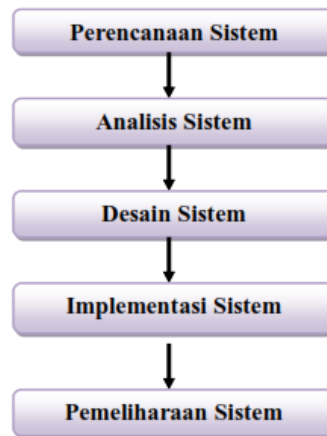 Perencanaan Sistem
Analisis Sistem
Desain Sistem
Implementasi Sistem
Pemeliharaan Sistem